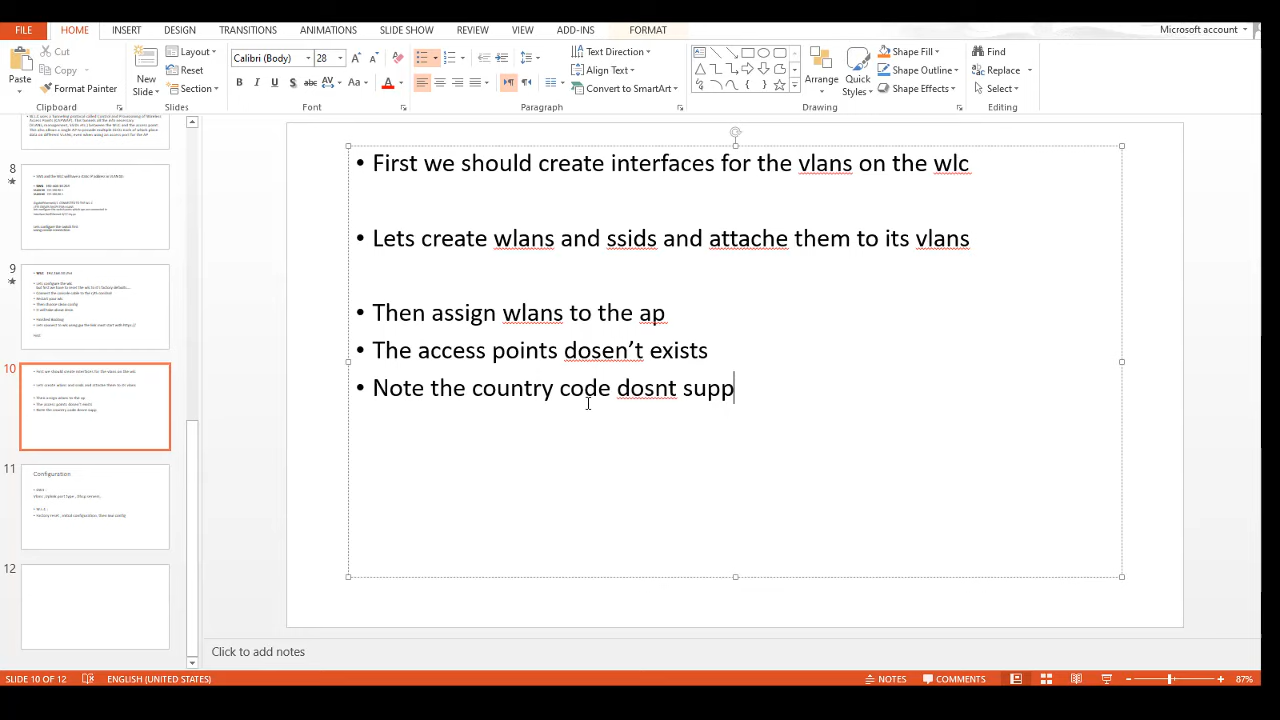 FILE HOME INSERT DESIGN TRANSITIONS ANIMATIONS SLIDE SHOW REVIEW VIEW ADD-INS FORMAT Microsoft account
Paste
Cut
Copy
Format Painter
Clipboard
New Slide
Layout
Reset
Section
Slides
Calibri (Body) 28
B I U S abc AV Aa A
Font
Text Direction
Align Text
Convert to SmartArt
Paragraph
Arrange
Quick Styles
Shape Fill
Shape Outline
Shape Effects
Drawing
Find
Replace
Select
Editing
8
9
10
11
Configuration
12
• First we should create interfaces for the vlans on the wlc
• Lets create wlans and ssids and attache them to its vlans
• Then assign wlans to the ap
• The access points dosen’t exists
• Note the country code dosnt supp
Click to add notes
SLIDE 10 OF 12 ENGLISH (UNITED STATES) NOTES COMMENTS 87%